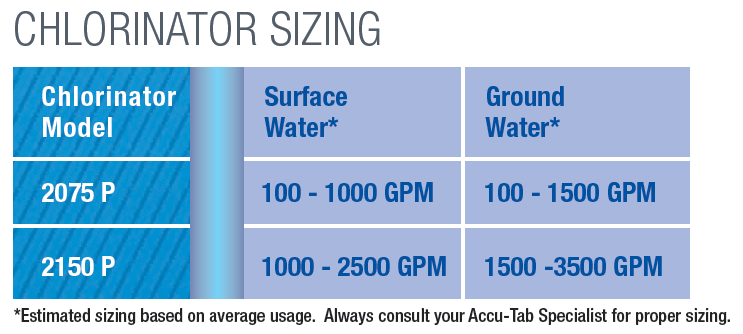 CHLORINATOR SIZING
Chlorinator Model
Surface Water*
Ground Water*
2075 P
100 - 1000 GPM
100 - 1500 GPM
2150 P
1000 - 2500 GPM
1500 -3500 GPM
*Estimated sizing based on average usage.  Always consult your Accu-Tab Specialist for proper sizing.